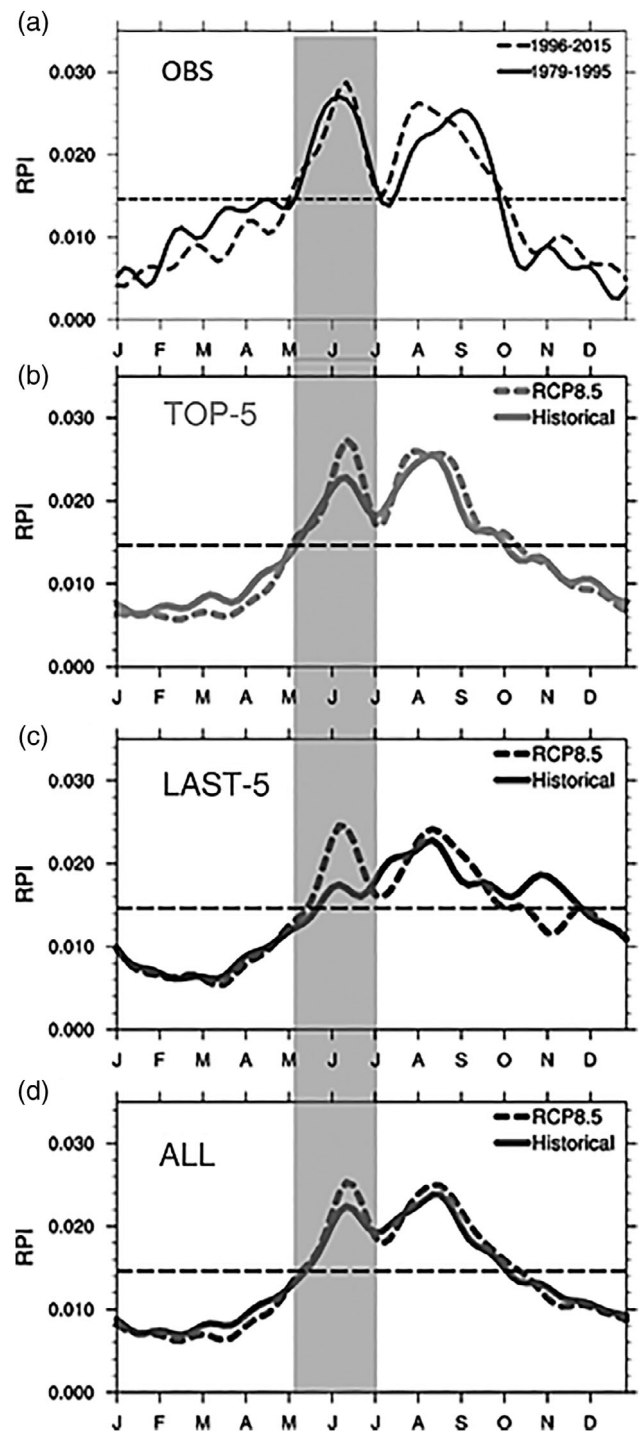 (a)
OBS
1996-2015
1979-1995
RPI
0.030
0.020
0.010
0.000
J F M A M J J A S O N D
(b)
TOP-5
RCP8.5
Historical
RPI
0.030
0.020
0.010
0.000
J F M A M J J A S O N D
(c)
LAST-5
RCP8.5
Historical
RPI
0.030
0.020
0.010
0.000
J F M A M J J A S O N D
(d)
ALL
RCP8.5
Historical
RPI
0.030
0.020
0.010
0.000
J F M A M J J A S O N D